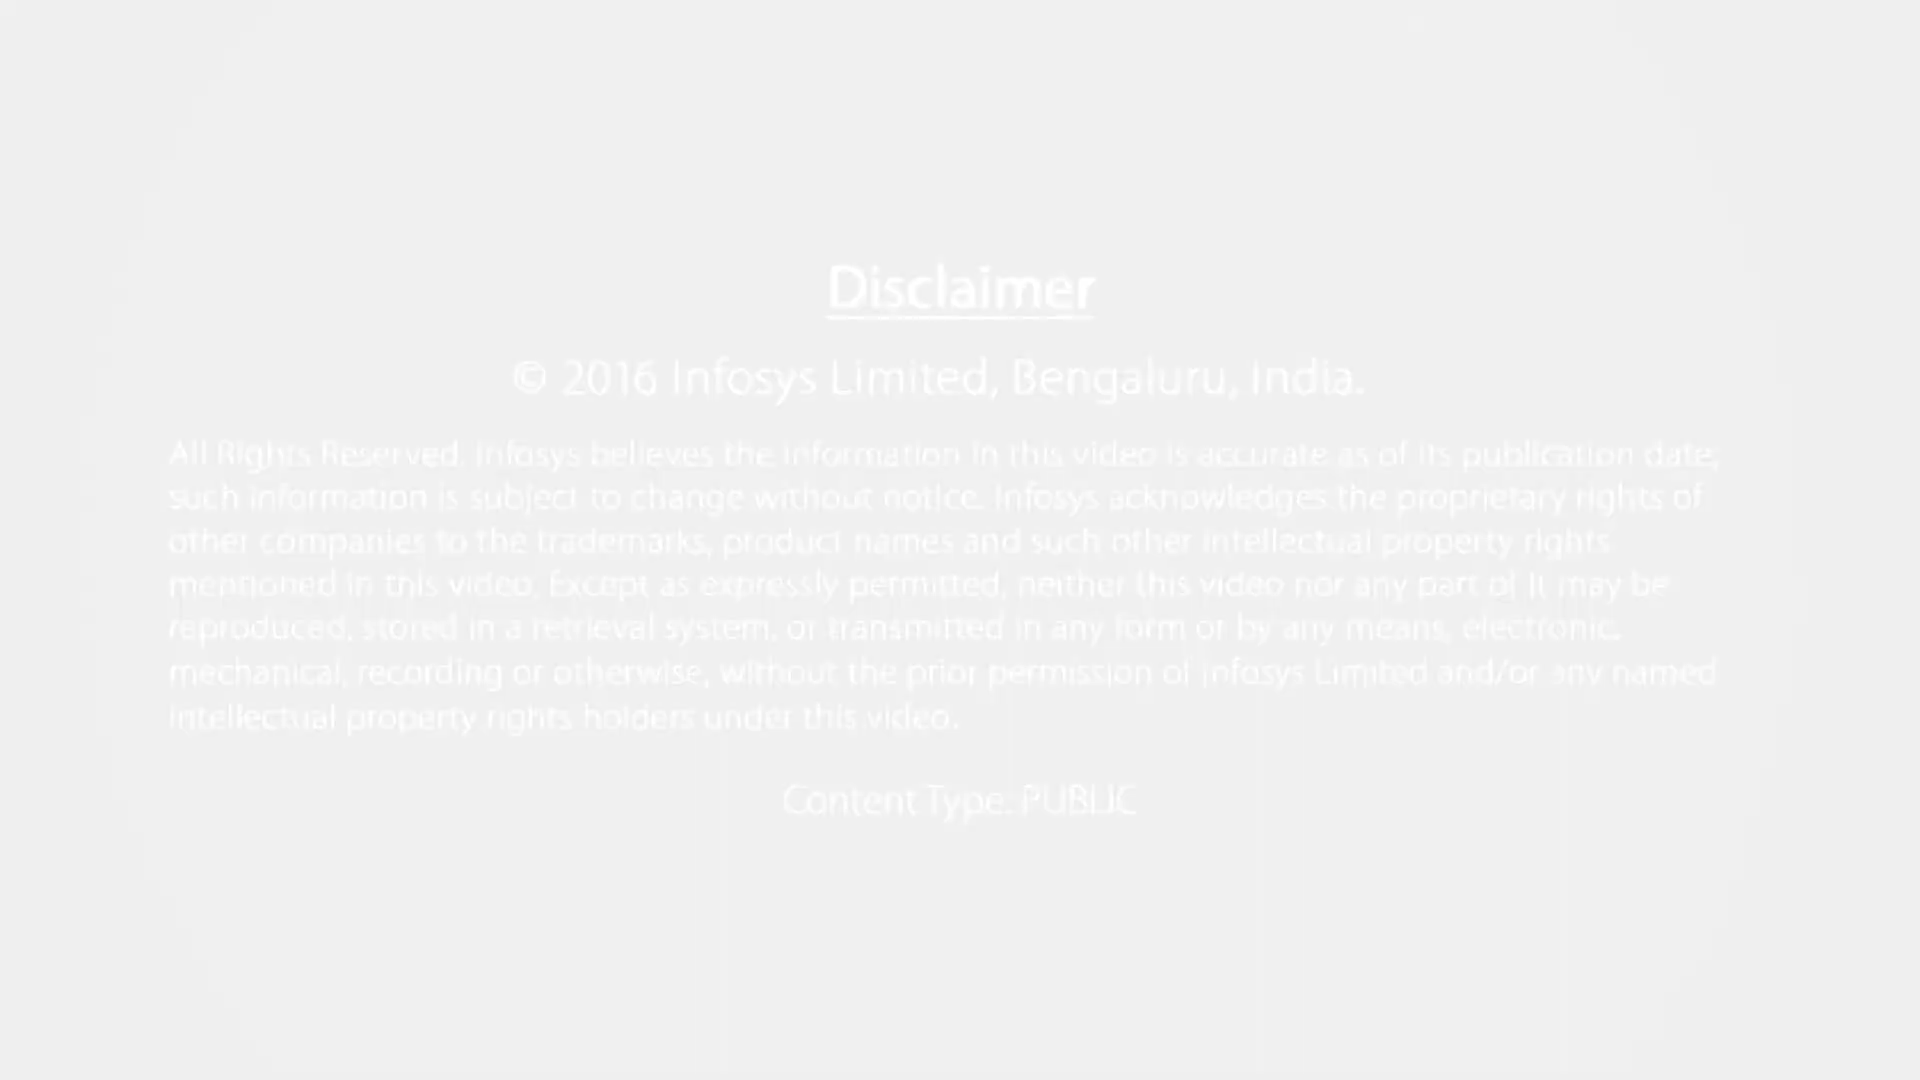 Disclaimer
© 2016 Infosys Limited, Bengaluru, India.
All Rights Reserved. Infosys believes the information in this video is accurate as of its publication date;
such information is subject to change without notice. Infosys acknowledges the proprietary rights of
other companies to the trademarks, product names and such other intellectual property rights
mentioned in this video. Except as expressly permitted, neither this video nor any part of it may be
reproduced, stored in a retrieval system, or transmitted in any form or by any means, electronic,
mechanical, recording or otherwise, without the prior permission of Infosys Limited and/or any named
intellectual property rights holders under this video.
Content Type: PUBLIC